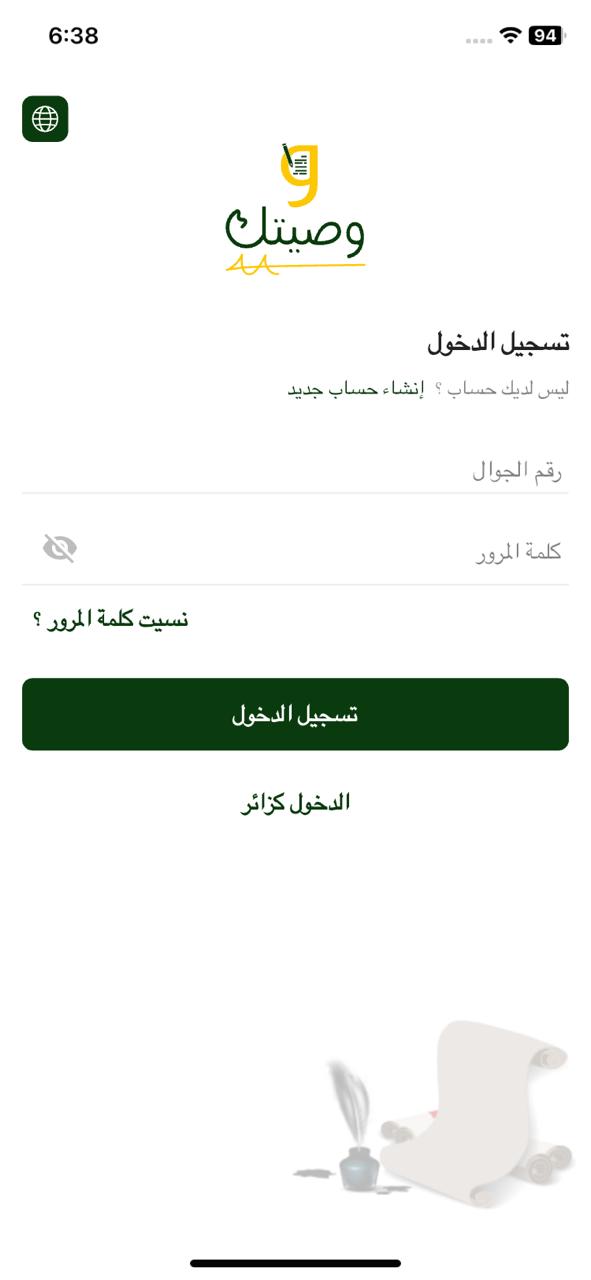 6:38
94
و
وصيتك
تسجيل الدخول
ليس لديك حساب ؟ إنشاء حساب جديد
رقم الجوال
كلمة المرور
نسيت كلمة المرور ؟
تسجيل الدخول
الدخول كزائر